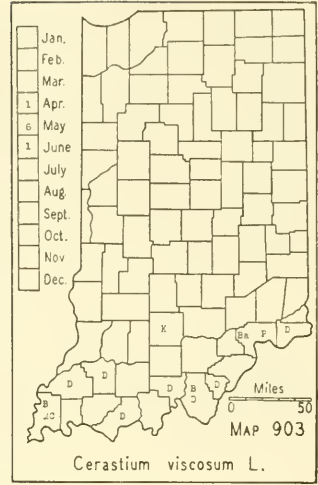 Jan.
Feb.
Mar.
1 Apr.
6 May
1 June
July
Aug.
Sept.
Oct.
Nov
Dec.
K
Ba P D
D D D B D
B D
Miles
0 50
MAP 903
Cerastium viscosum L.